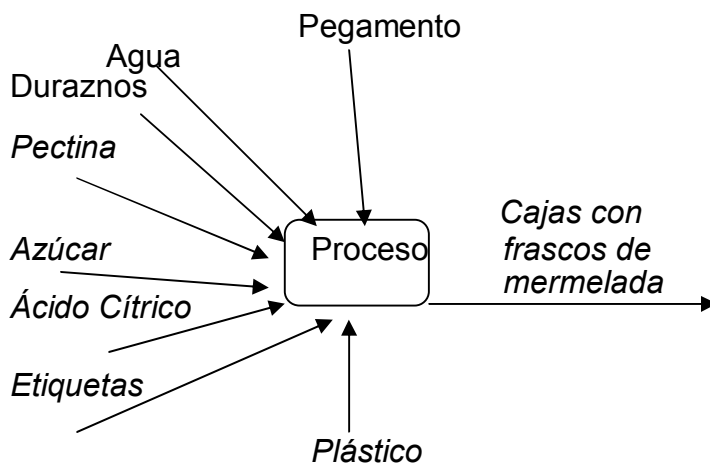 Pegamento
Agua
Duraznos
Pectina
Azúcar
Ácido Cítrico
Etiquetas
Proceso
Cajas con
frascos de
mermelada
Plástico